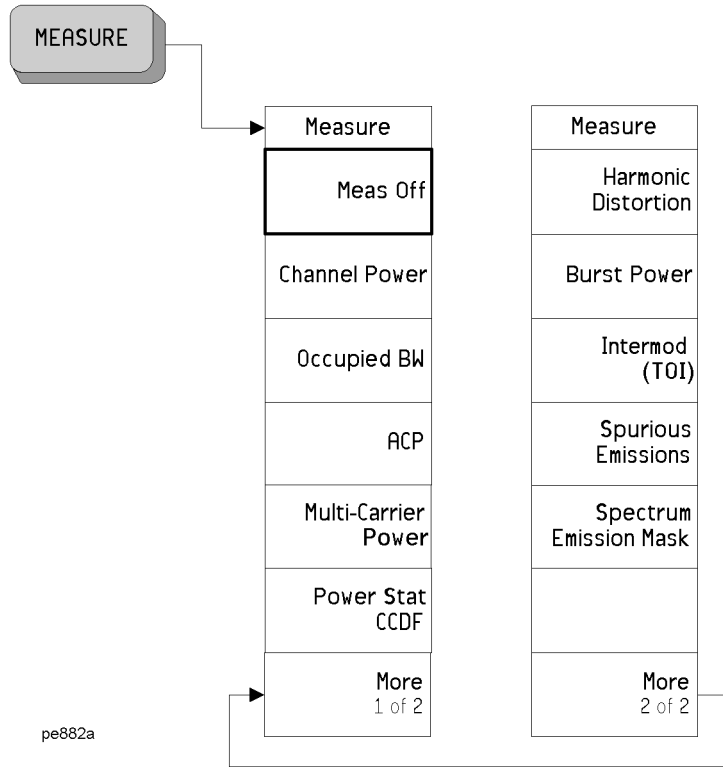 MEASURE
Measure
Meas Off
Channel Power
Occupied BW
ACP
Multi-Carrier
Power
Power Stat
CCDF
More
1 of 2
Measure
Harmonic
Distortion
Burst Power
Intermod
(TOI)
Spurious
Emissions
Spectrum
Emission Mask
More
2 of 2
pe882a